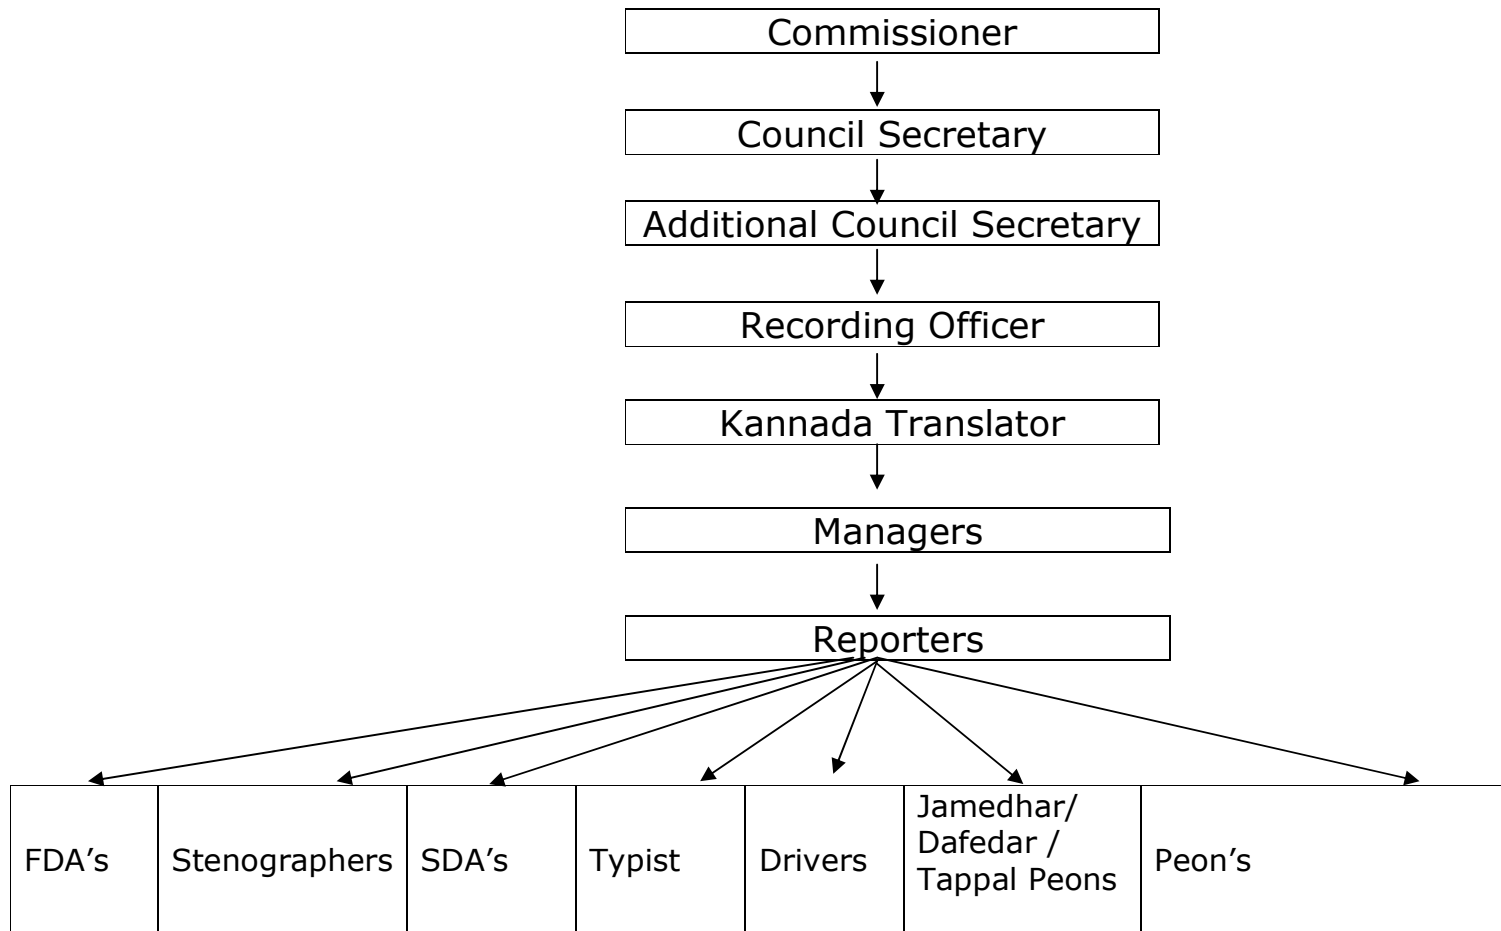 Commissioner
Council Secretary
Additional Council Secretary
Recording Officer
Kannada Translator
Managers
Reporters
FDA’s
Stenographers
SDA’s
Typist
Drivers
Jamedhar/
Dafedar /
Tappal Peons
Peon’s